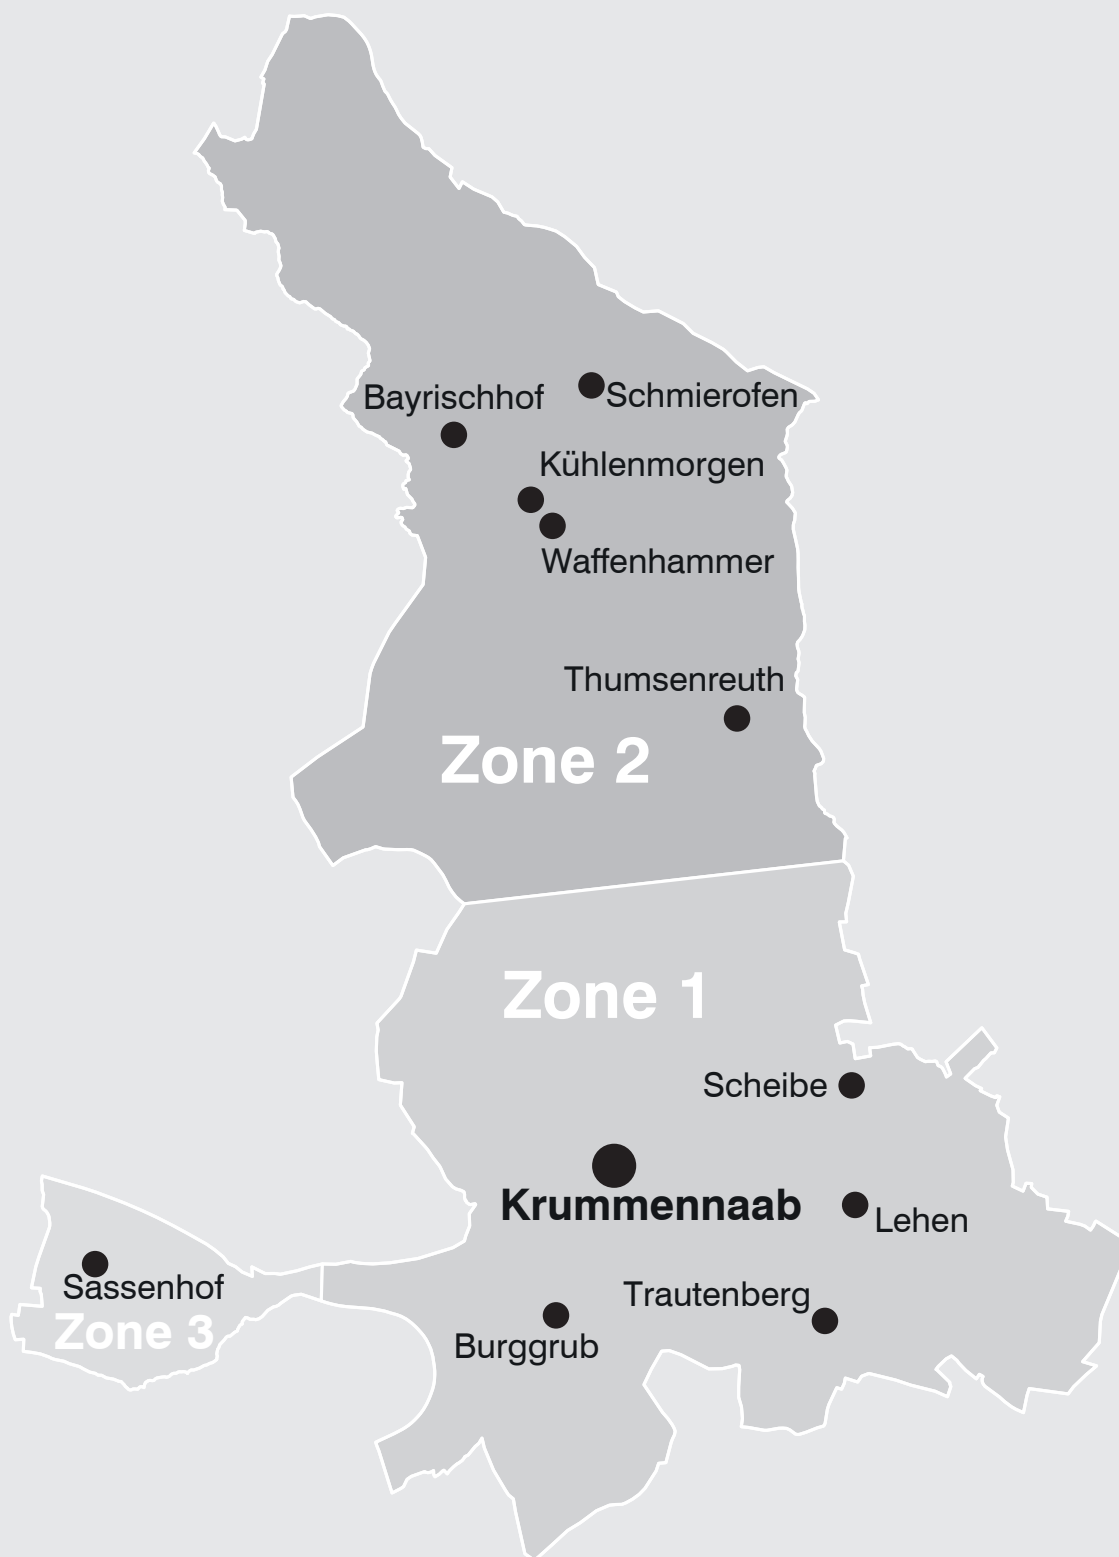 Bayrischhof
Schmierofen
Kühlenmorgen
Waffenhammer
Thumsenreuth
Zone 2
Zone 1
Scheibe
Krummennaab
Lehen
Sassenhof
Zone 3
Trautenberg
Burggrub